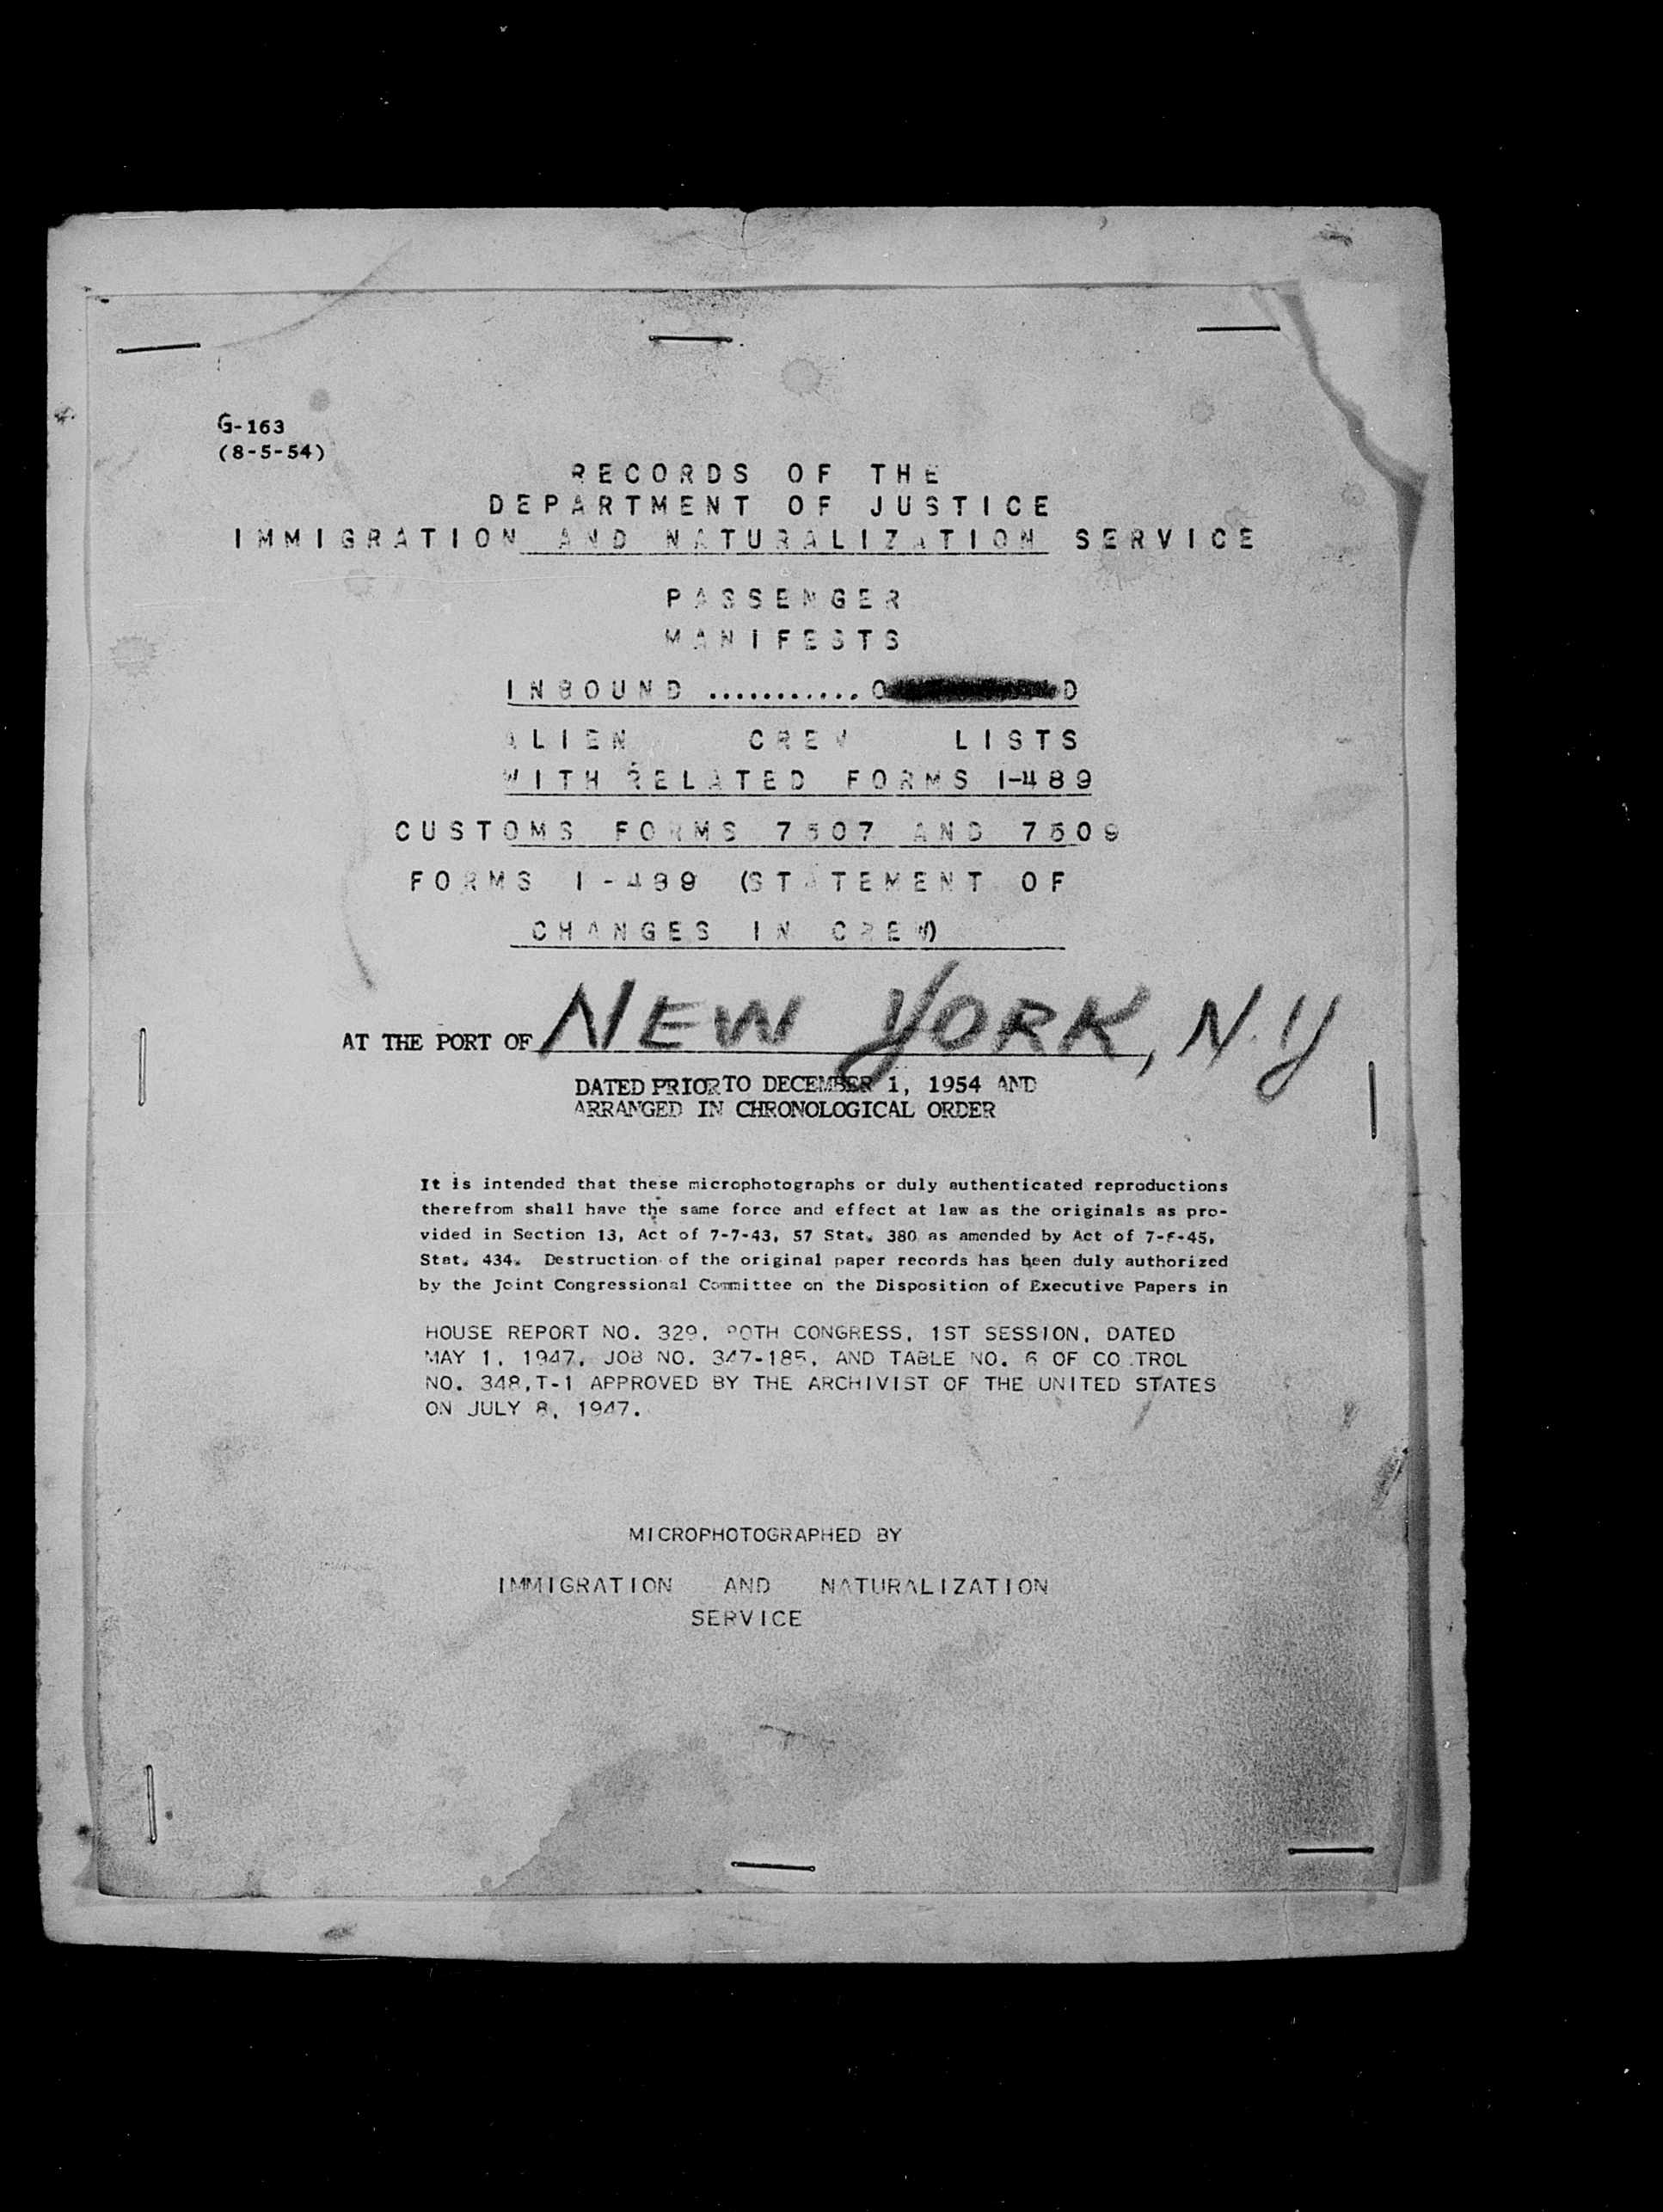 G-163
(8-5-54)
RECORDS OF THE
DEPARTMENT OF JUSTICE
IMMIGRATION AND NATURALIZATION SERVICE
PASSENGER
MANIFESTS
INBOUND ...........
ALIEN CREW LISTS
WITH RELATED FORMS I-489
CUSTOMS FORMS 7507 AND 7509
FORMS I-489 (STATEMENT OF
CHANGES IN CREW)
AT THE PORT OF NEW YORK, N.Y
DATED PRIOR TO DECEMBER 1, 1954 AND
ARRANGED IN CHRONOLOGICAL ORDER
It is intended that these microphotographs or duly authenticated reproductions
therefrom shall have the same force and effect at law as the originals as pro-
vided in Section 13, Act of 7-7-43, 57 Stat. 380 as amended by Act of
Stat. 434. Destruction of the original paper records has been duly authorized
by the Joint Congressional Committee on the Disposition of Executive Papers in
HOUSE REPORT NO. 329, 80TH CONGRESS, 1ST SESSION, DATED
MAY 1, 1947, JOB NO. 347-185, AND TABLE NO. 6 OF CO TROL
NO. 348,T-1 APPROVED BY THE ARCHIVIST OF THE UNITED STATES
ON JULY 8, 1947.
MICROPHOTOGRAPHED BY
IMMIGRATION AND NATURALIZATION
SERVICE